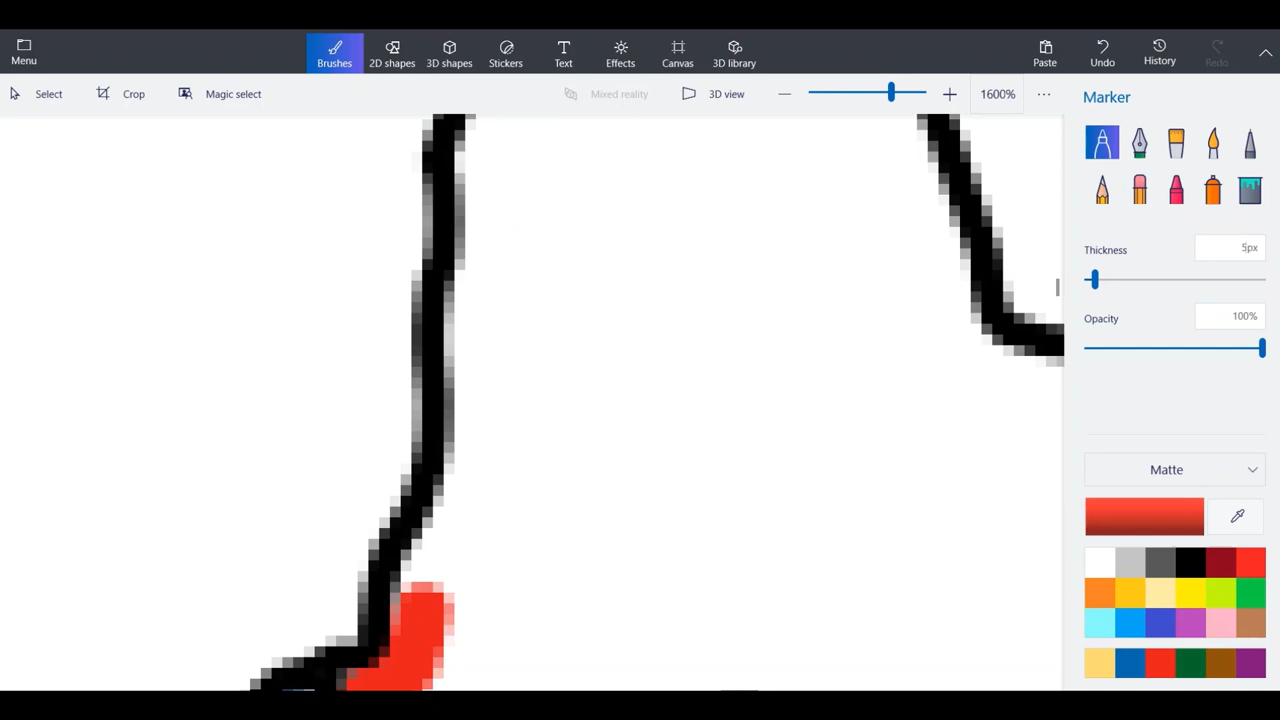 Menu
Brushes
2D shapes
3D shapes
Stickers
Text
Effects
Canvas
3D library
Paste
Undo
History
Redo
Select
Crop
Magic select
Mixed reality
3D view
1600%
Marker
Thickness
5px
Opacity
100%
Matte